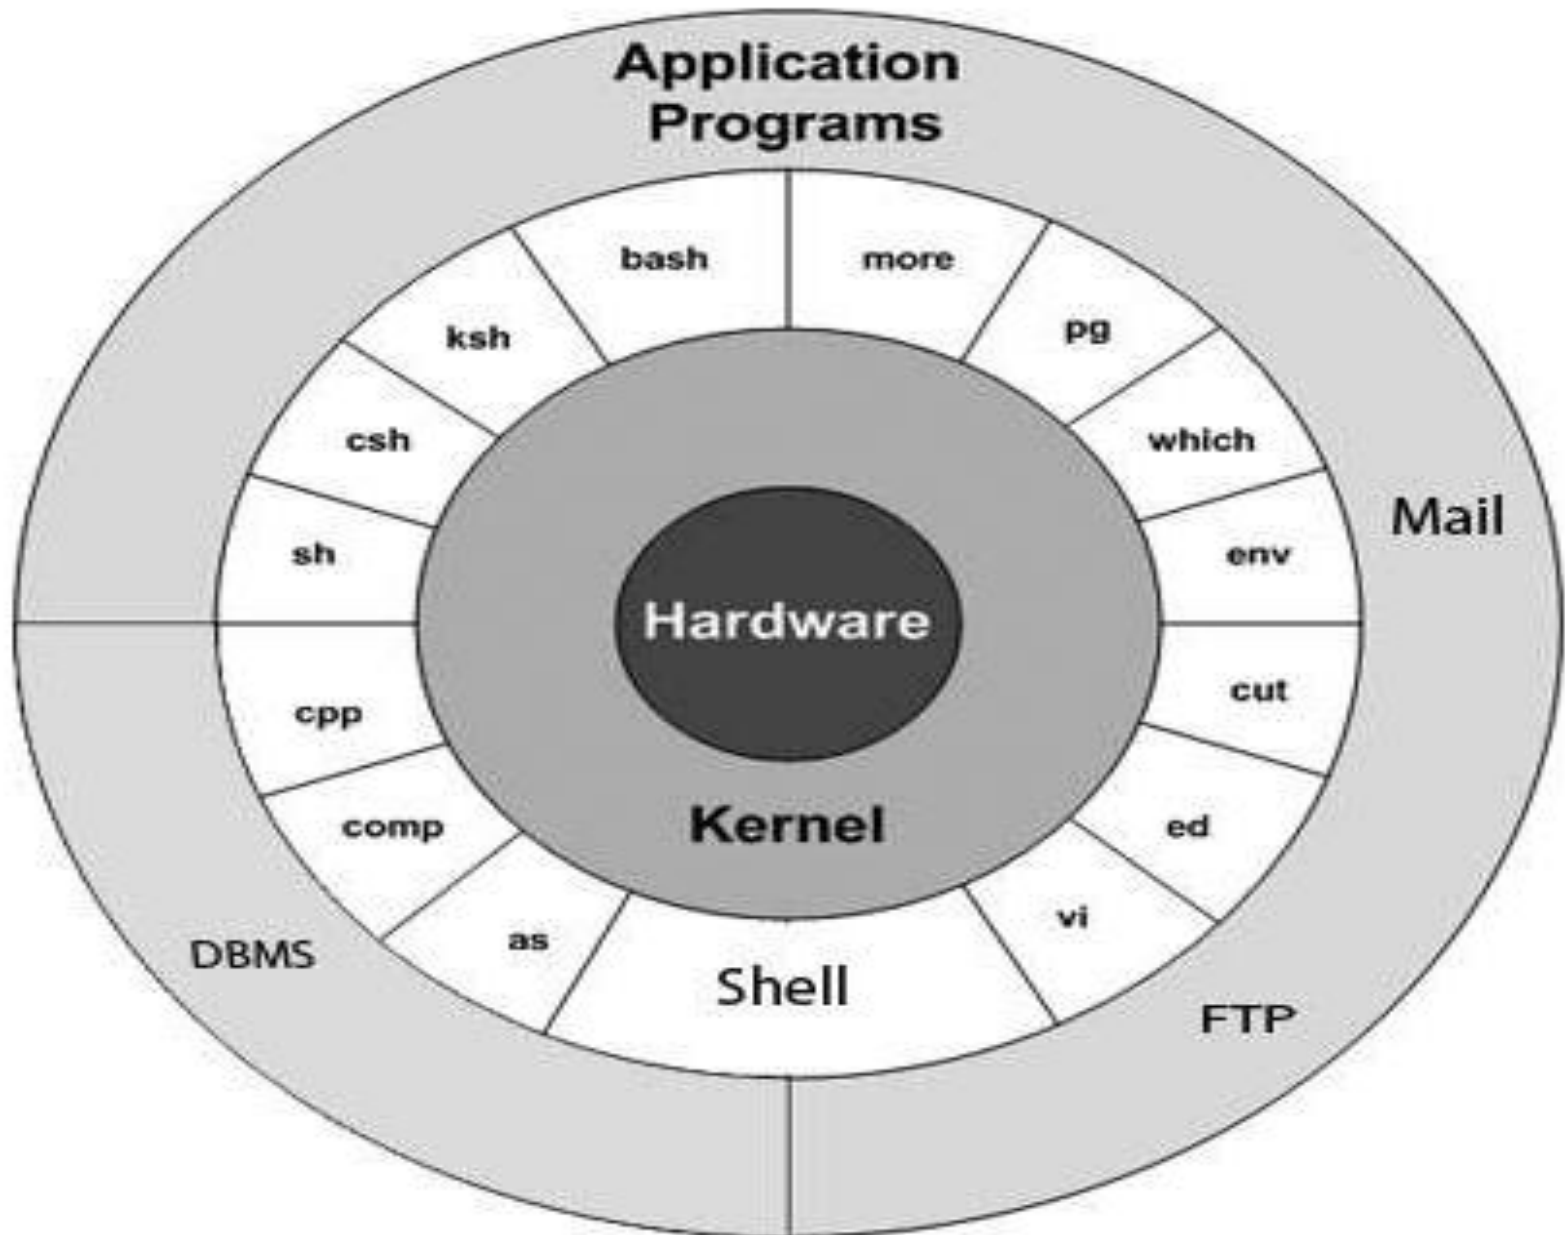 Application
Programs
bash
more
ksh
pg
csh
which
Mail
sh
env
Hardware
cpp
cut
comp
Kernel
ed
as
vi
DBMS
Shell
FTP